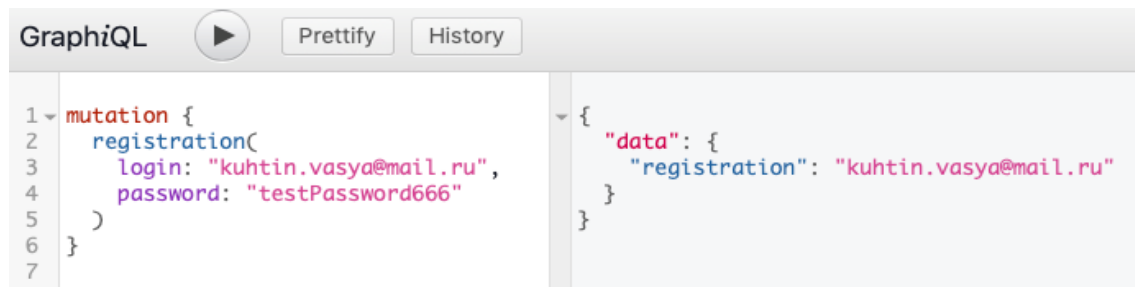 GraphiQL Prettify History
1 mutation {
2 registration(
3 login: "kuhtin.vasya@mail.ru",
4 password: "testPassword666"
5 )
6 }
7
{
"data": {
"registration": "kuhtin.vasya@mail.ru"
}
}